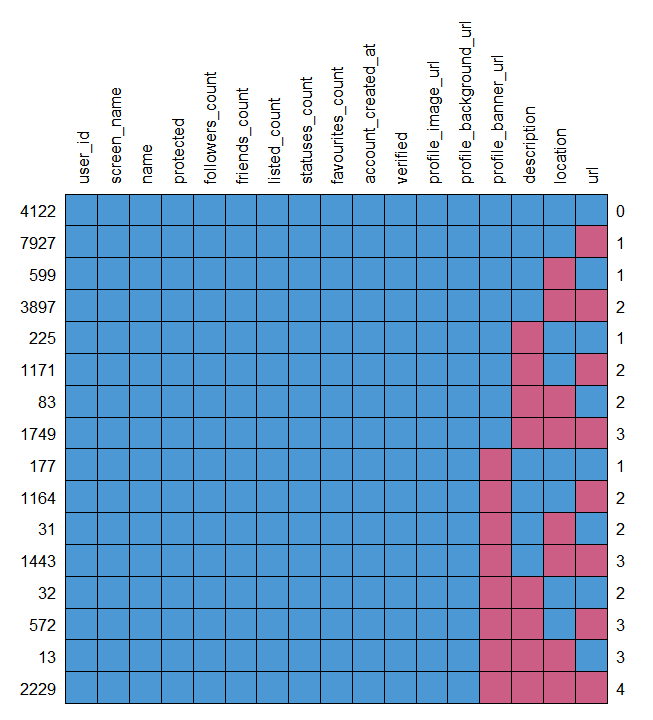 user_id
screen_name
name
protected
followers_count
friends_count
listed_count
statuses_count
favourites_count
account_created_at
verified
profile_image_url
profile_background_url
profile_banner_url
description
location
url
4122 0
7927 1
599 1
3897 2
225 1
1171 2
83 2
1749 3
177 1
1164 2
31 2
1443 3
32 2
572 3
13 3
2229 4